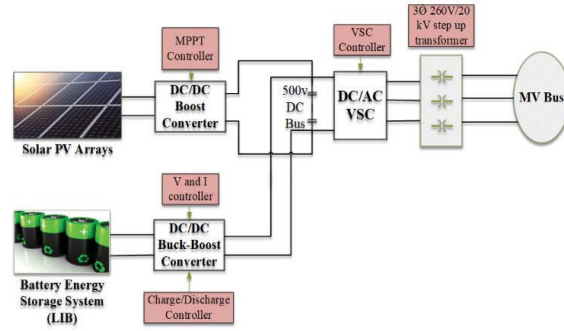 MPPT
Controller
DC/DC
Boost
Converter
Solar PV Arrays
500v
DC
Bus
VSC
Controller
DC/AC
VSC
3Ø 260V/20
kV step up
transformer
MV Bus
V and I
controller
DC/DC
Buck-Boost
Converter
Charge/Discharge
Controller
Battery Energy
Storage System
(LIB)